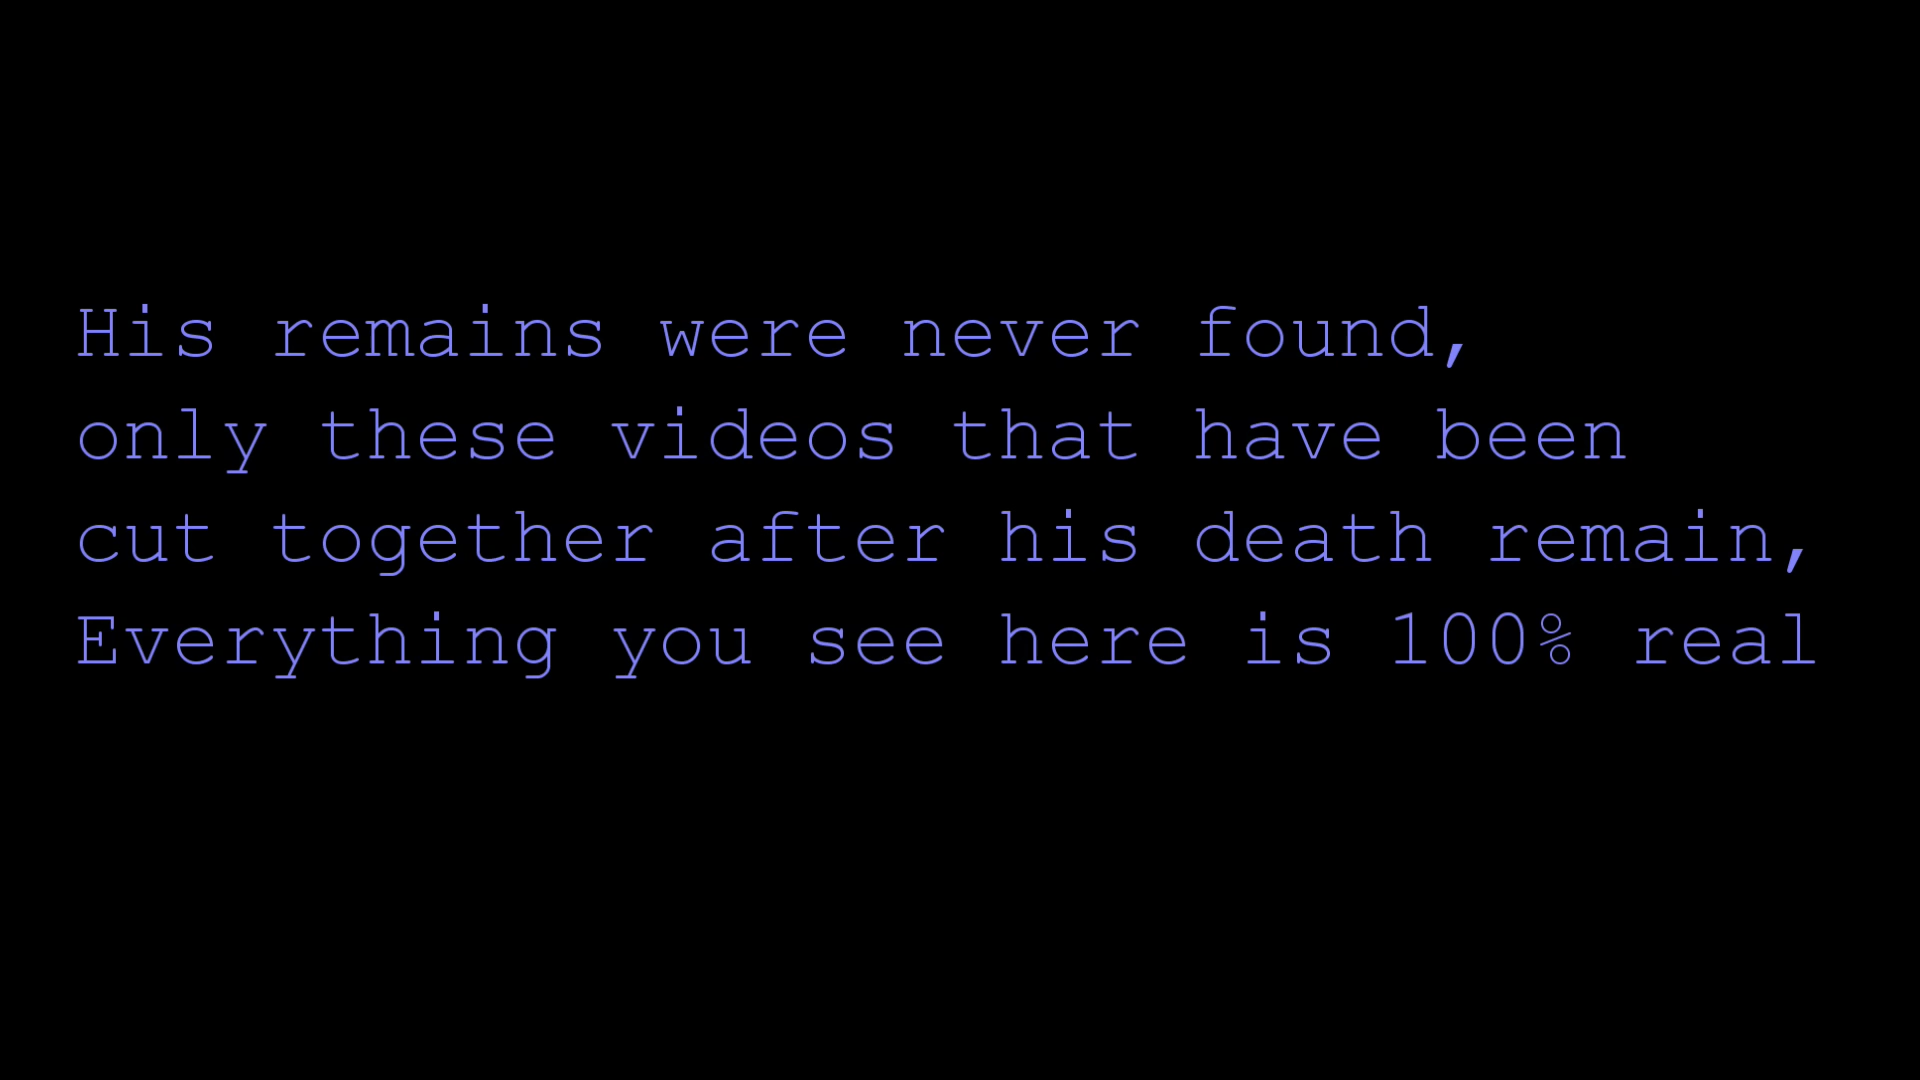 His remains were never found,
only these videos that have been
cut together after his death remain,
Everything you see here is 100% real